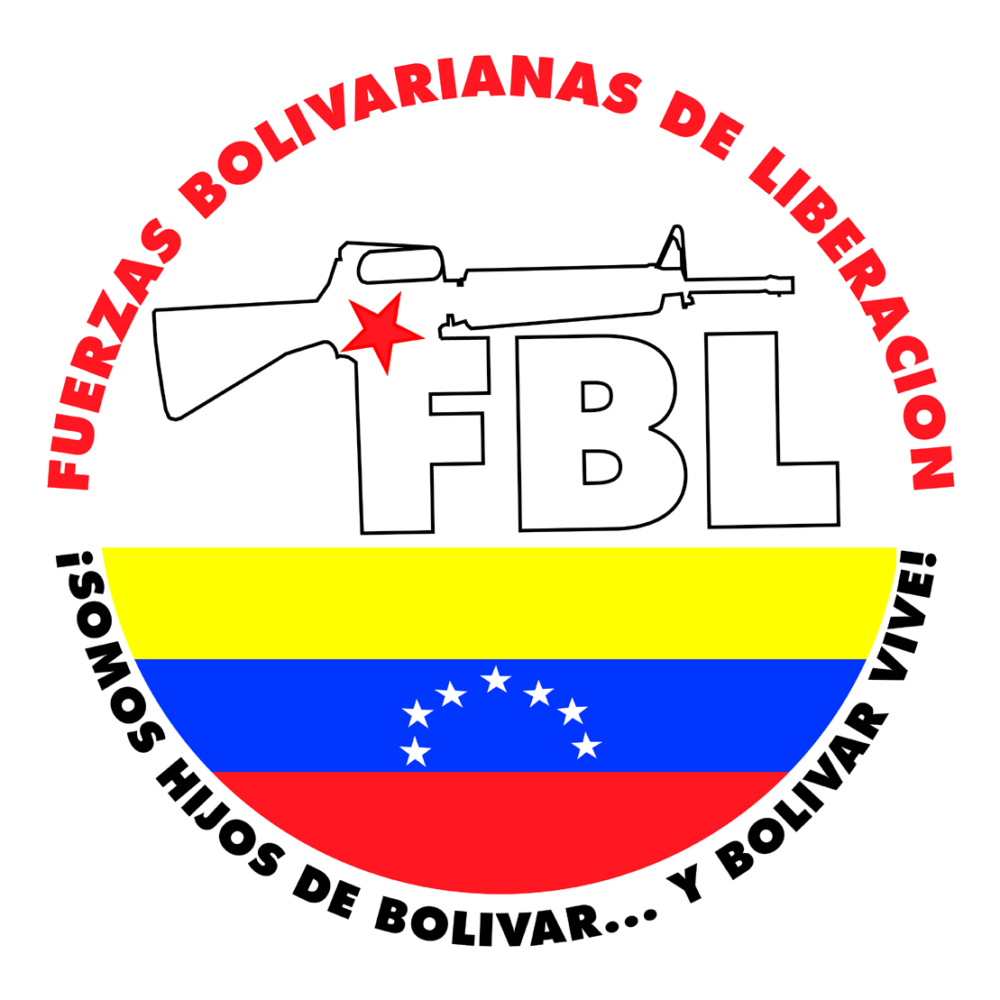 FUERZAS BOLIVARIANAS DE LIBERACION
FBL
¡SOMOS HIJOS DE BOLIVAR... Y BOLIVAR VIVE!